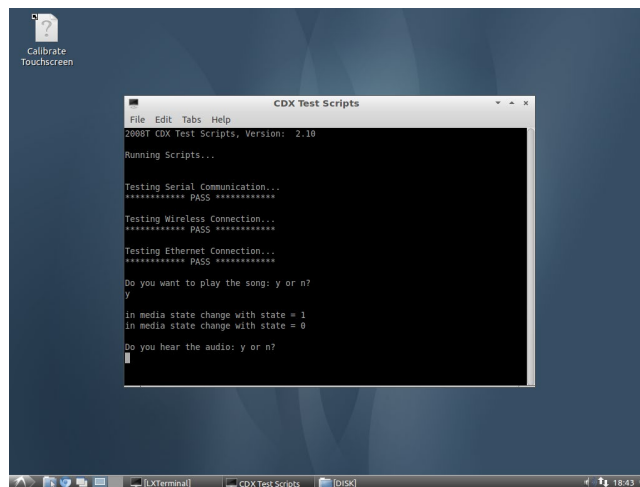 Calibrate
Touchscreen
CDX Test Scripts
File Edit Tabs Help
2008T CDX Test Scripts, Version: 2.10
Running Scripts...
Testing Serial Communication...
************ PASS ************
Testing Wireless Connection...
************ PASS ************
Testing Ethernet Connection...
************ PASS ************
Do you want to play the song: y or n?
y
in media state change with state = 1
in media state change with state = 0
Do you hear the audio: y or n?
[LXTerminal] CDX Test Scripts [DISK] 18:43